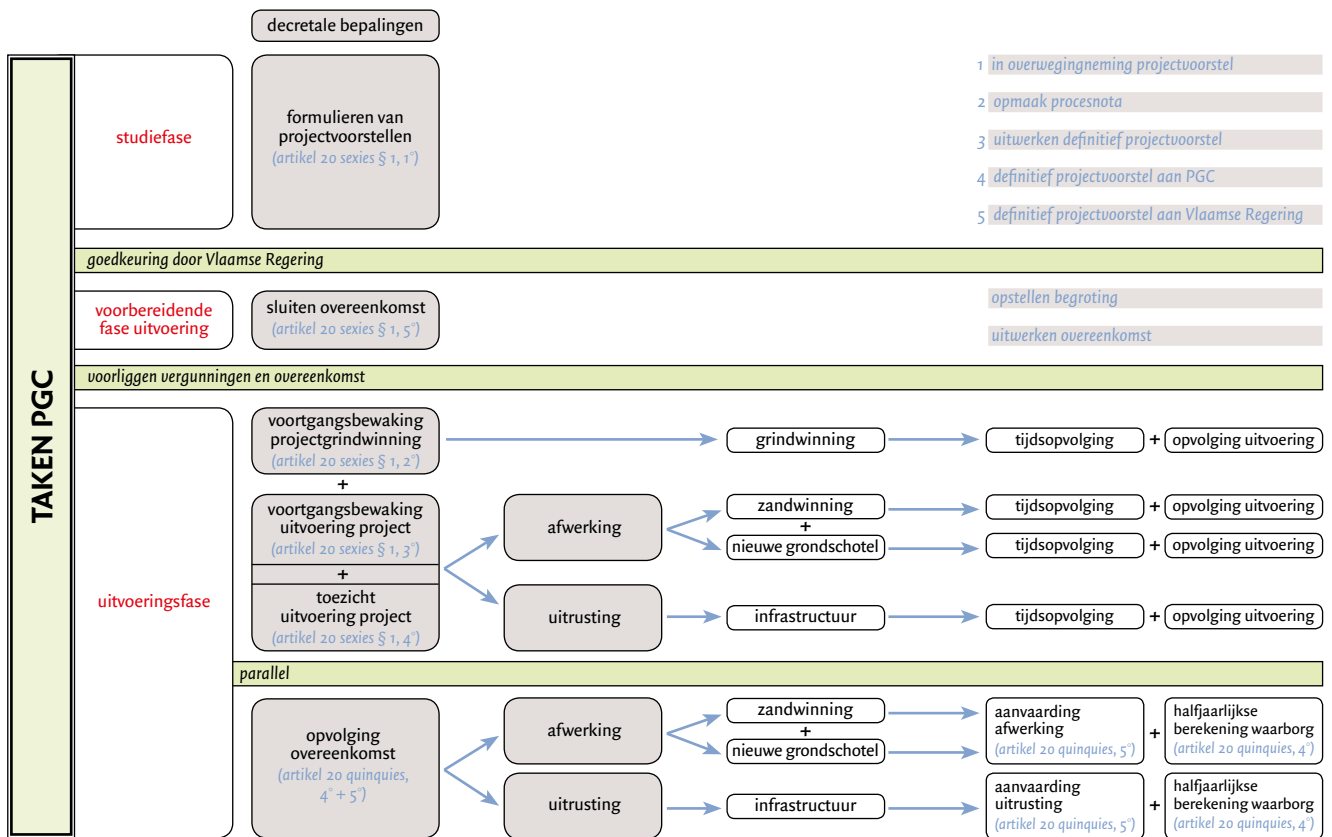 decretale bepalingen
TAKEN PGC
studiefase
formulieren van
projectvoorstellen
(artikel 20 sexies § 1, 1°)
1 in overwegingneming projectvoorstel
2 opmaak procesnota
3 uitwerken definitief projectvoorstel
4 definitief projectvoorstel aan PGC
5 definitief projectvoorstel aan Vlaamse Regering
goedkeuring door Vlaamse Regering
voorbereidende
fase uitvoering
sluiten overeenkomst
(artikel 20 sexies § 1, 5°)
opstellen begroting
uitwerken overeenkomst
voorliggen vergunningen en overeenkomst
uitvoeringsfase
voortgangsbewaking
projectgrindwinning
(artikel 20 sexies § 1, 2°)
grindwinning
tijdsopvolging + opvolging uitvoering
+
voortgangsbewaking
uitvoering project
(artikel 20 sexies § 1, 3°)
+
toezicht
uitvoering project
(artikel 20 sexies § 1, 4°)
afwerking
zandwinning
+
nieuwe grondschotel
tijdsopvolging + opvolging uitvoering
tijdsopvolging + opvolging uitvoering
uitrusting
infrastructuur
tijdsopvolging + opvolging uitvoering
parallel
opvolging
overeenkomst
(artikel 20 quinquies,
4° + 5°)
afwerking
zandwinning
+
nieuwe grondschotel
aanvaarding
afwerking
(artikel 20 quinquies, 5°)
+
halfjaarlijkse
berekening waarborg
(artikel 20 quinquies, 4°)
uitrusting
infrastructuur
aanvaarding
uitrusting
(artikel 20 quinquies, 5°)
+
halfjaarlijkse
berekening waarborg
(artikel 20 quinquies, 4°)